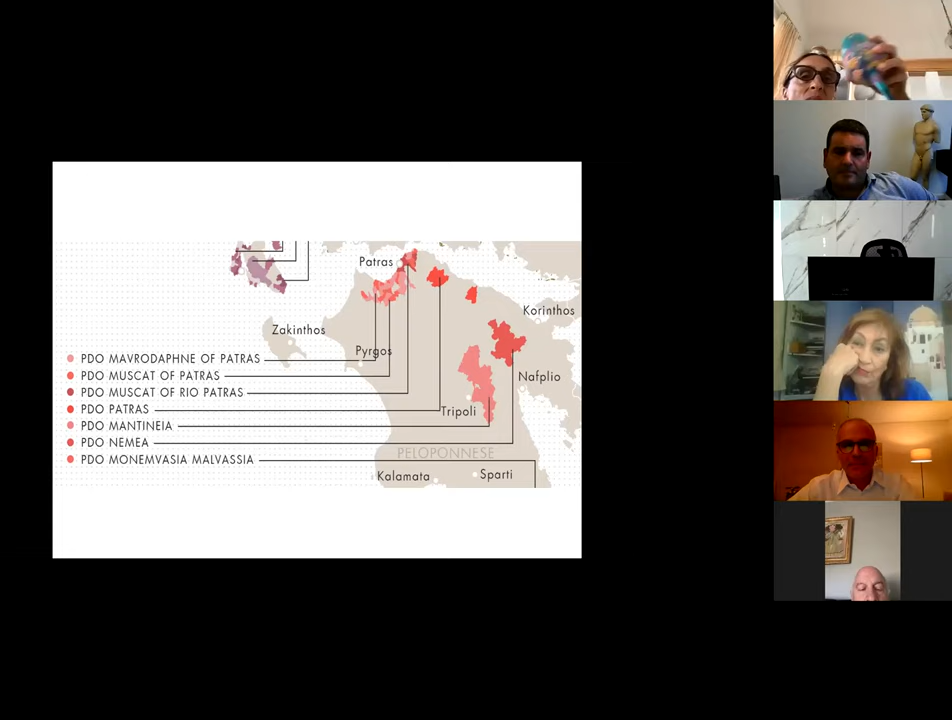 Patras
Korinthos
Zakinthos
Pyrgos
PDO MAVRODAPHNE OF PATRAS
PDO MUSCAT OF PATRAS
Nafplio
PDO MUSCAT OF RIO PATRAS
PDO PATRAS
Tripoli
PDO MANTINEIA
PDO NEMEA
PELOPONNESE
PDO MONEMVASIA MALVASSIA
Kalamata
Sparti